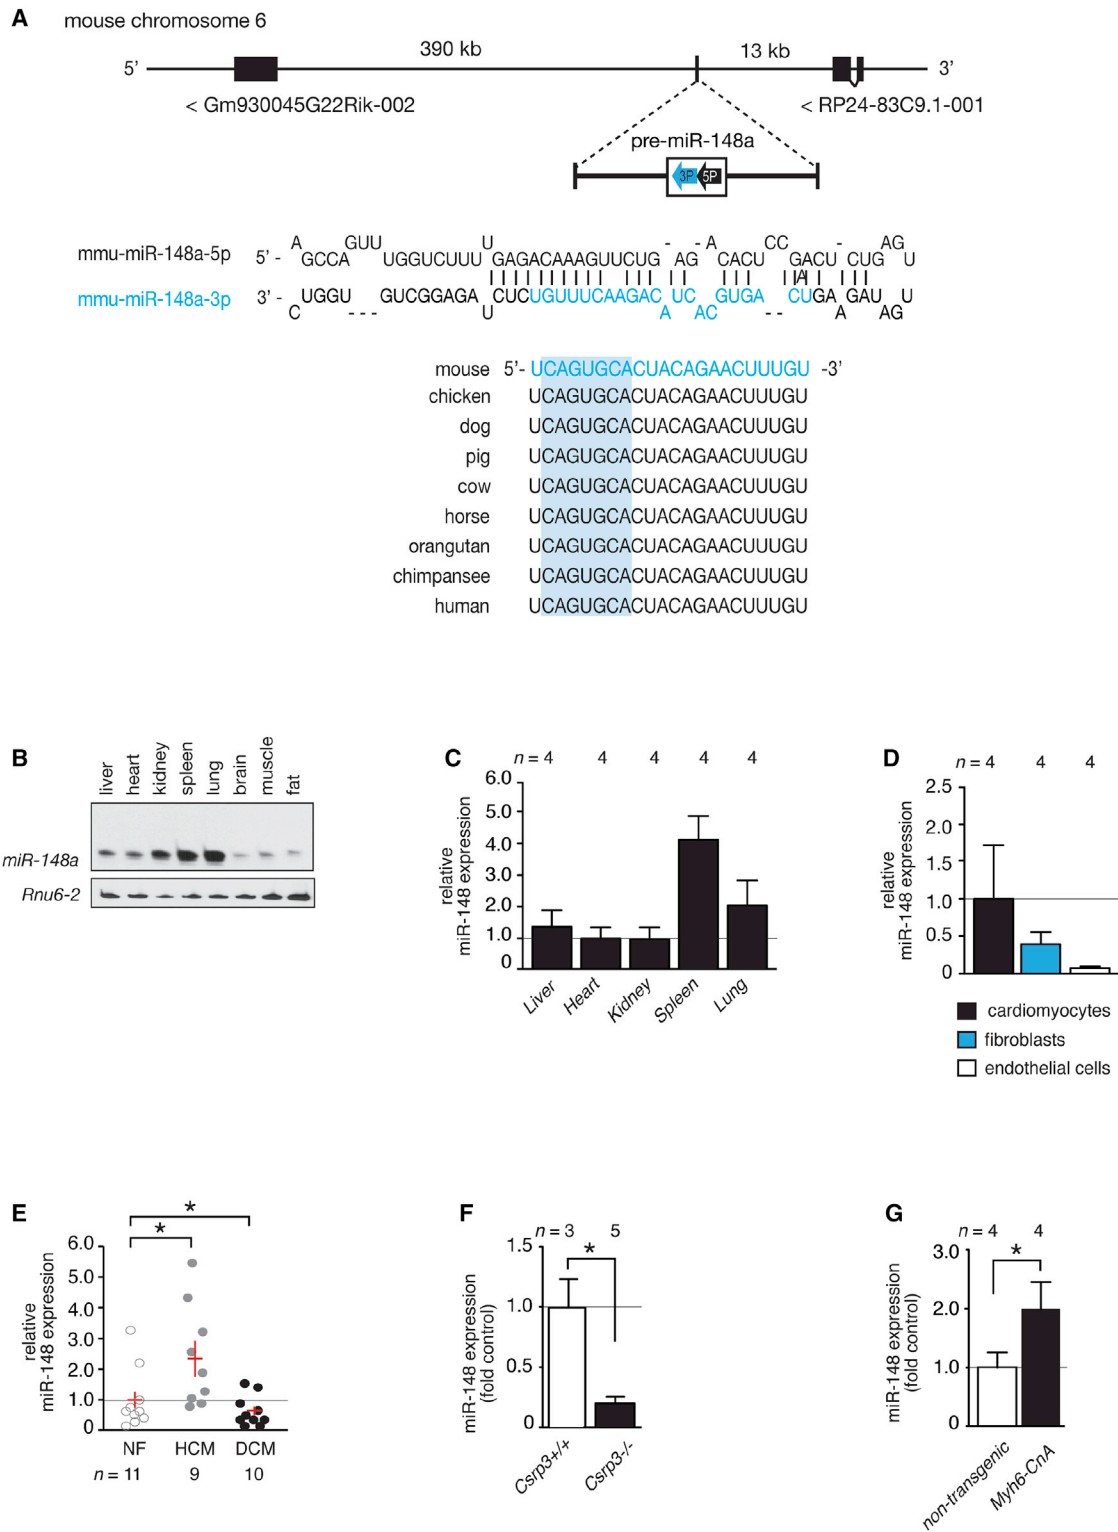 A
mouse chromosome 6
390 kb
13 kb
5'
3'
< Gm930045G22Rik-002
< RP24-83C9.1-001
pre-miR-148a
3P
5P
A GUU U - - A CC - AG
mmu-miR-148a-5p 5' - GCCA UGGUCUUU GAGACAAAGUUCUG AG CACU GACU CUG U
A
mmu-miR-148a-3p 3' - UGGU GUCGGAGA CUCUGUUUCAAGAC UC GUGA CUGA GAU U
C - - - U A AC - - A AG
mouse 5'- UCAGUGCACUACAGAACUUUGU -3'
chicken UCAGUGCACUACAGAACUUUGU
dog UCAGUGCACUACAGAACUUUGU
pig UCAGUGCACUACAGAACUUUGU
cow UCAGUGCACUACAGAACUUUGU
horse UCAGUGCACUACAGAACUUUGU
orangutan UCAGUGCACUACAGAACUUUGU
chimpansee UCAGUGCACUACAGAACUUUGU
human UCAGUGCACUACAGAACUUUGU
B
liver
heart
kidney
spleen
lung
brain
muscle
fat
miR-148a
Rnu6-2
C
n = 4 4 4 4 4
relative
miR-148 expression
6.0
5.0
4.0
3.0
2.0
1.0
0
Liver
Heart
Kidney
Spleen
Lung
D
n = 4 4 4
relative
miR-148 expression
2.5
2.0
1.5
1.0
0.5
0
cardiomyocytes
fibroblasts
endothelial cells
E
*
*
relative
miR-148 expression
6.0
5.0
4.0
3.0
2.0
1.0
0
NF HCM DCM
n = 11 9 10
F
n = 3 5
*
miR-148 expression
(fold control)
1.5
1.0
0.5
0
Csrp3+/+
Csrp3-/-
G
n = 4 4
*
miR-148 expression
(fold control)
3.0
2.0
1.0
0
non-transgenic
Myh6-CnA